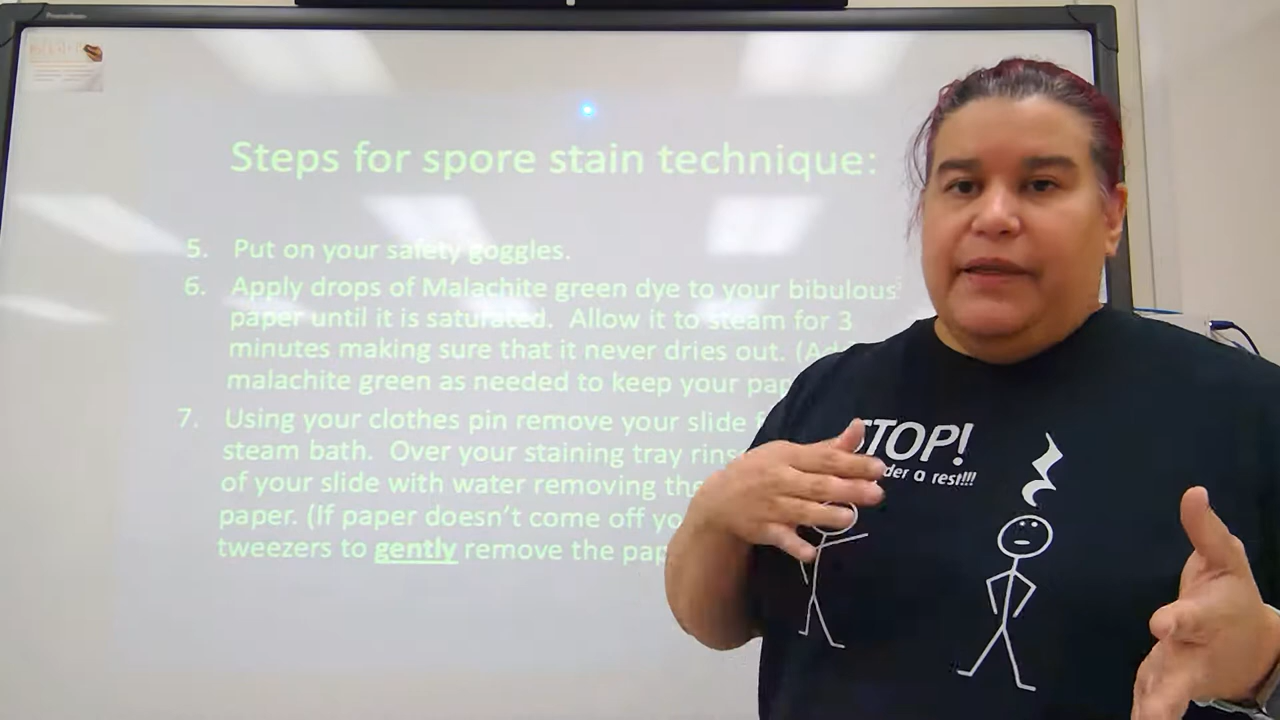 Steps for spore stain technique:
5. Put on your safety goggles.
6. Apply drops of Malachite green dye to your bibulous
paper until it is saturated. Allow it to steam for 3
minutes making sure that it never dries out. (Ad
malachite green as needed to keep your pap
7. Using your clothes pin remove your slide
steam bath. Over your staining tray rins
of your slide with water removing the
paper. (If paper doesn't come off yo
tweezers to gently remove the pap
STOP!
der a rest!!!